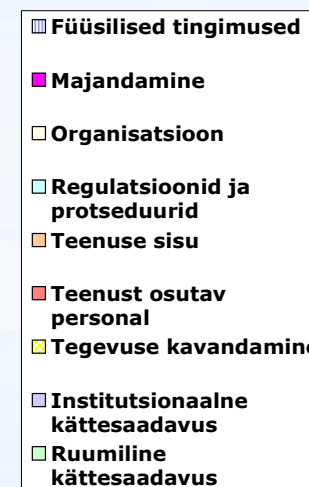 Füüsilised tingimused
Majandamine
Organisatsioon
Regulatsioonid ja
protseduurid
Teenuse sisu
Teenust osutav
personal
Tegevuse kavandamine
Institutsionaalne
kättesaadavus
Ruumiline
kättesaadavus